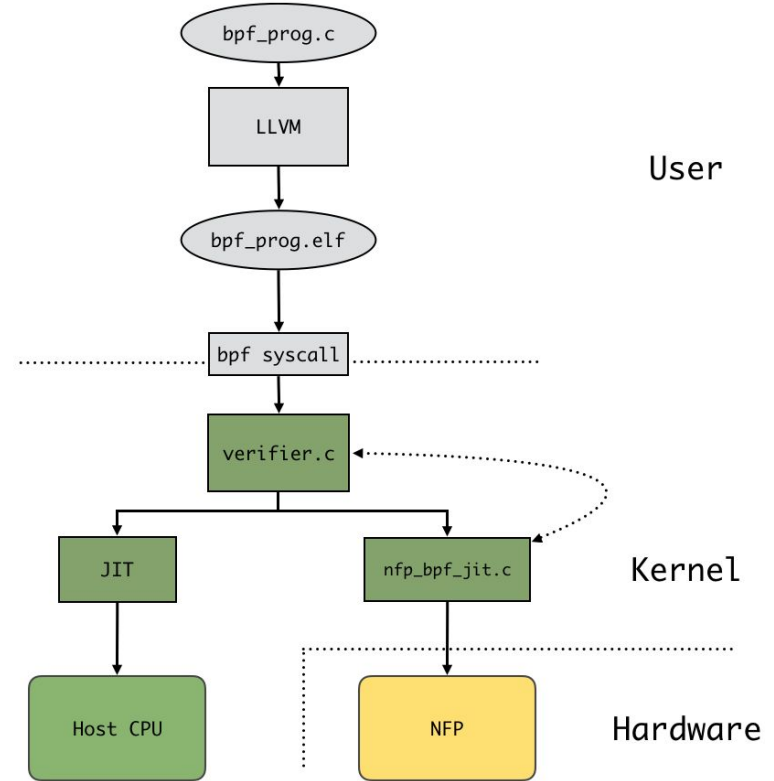 bpf_prog.c
LLVM
User
bpf_prog.elf
bpf syscall
verifier.c
JIT
nfp_bpf_jit.c
Kernel
Host CPU
NFP
Hardware